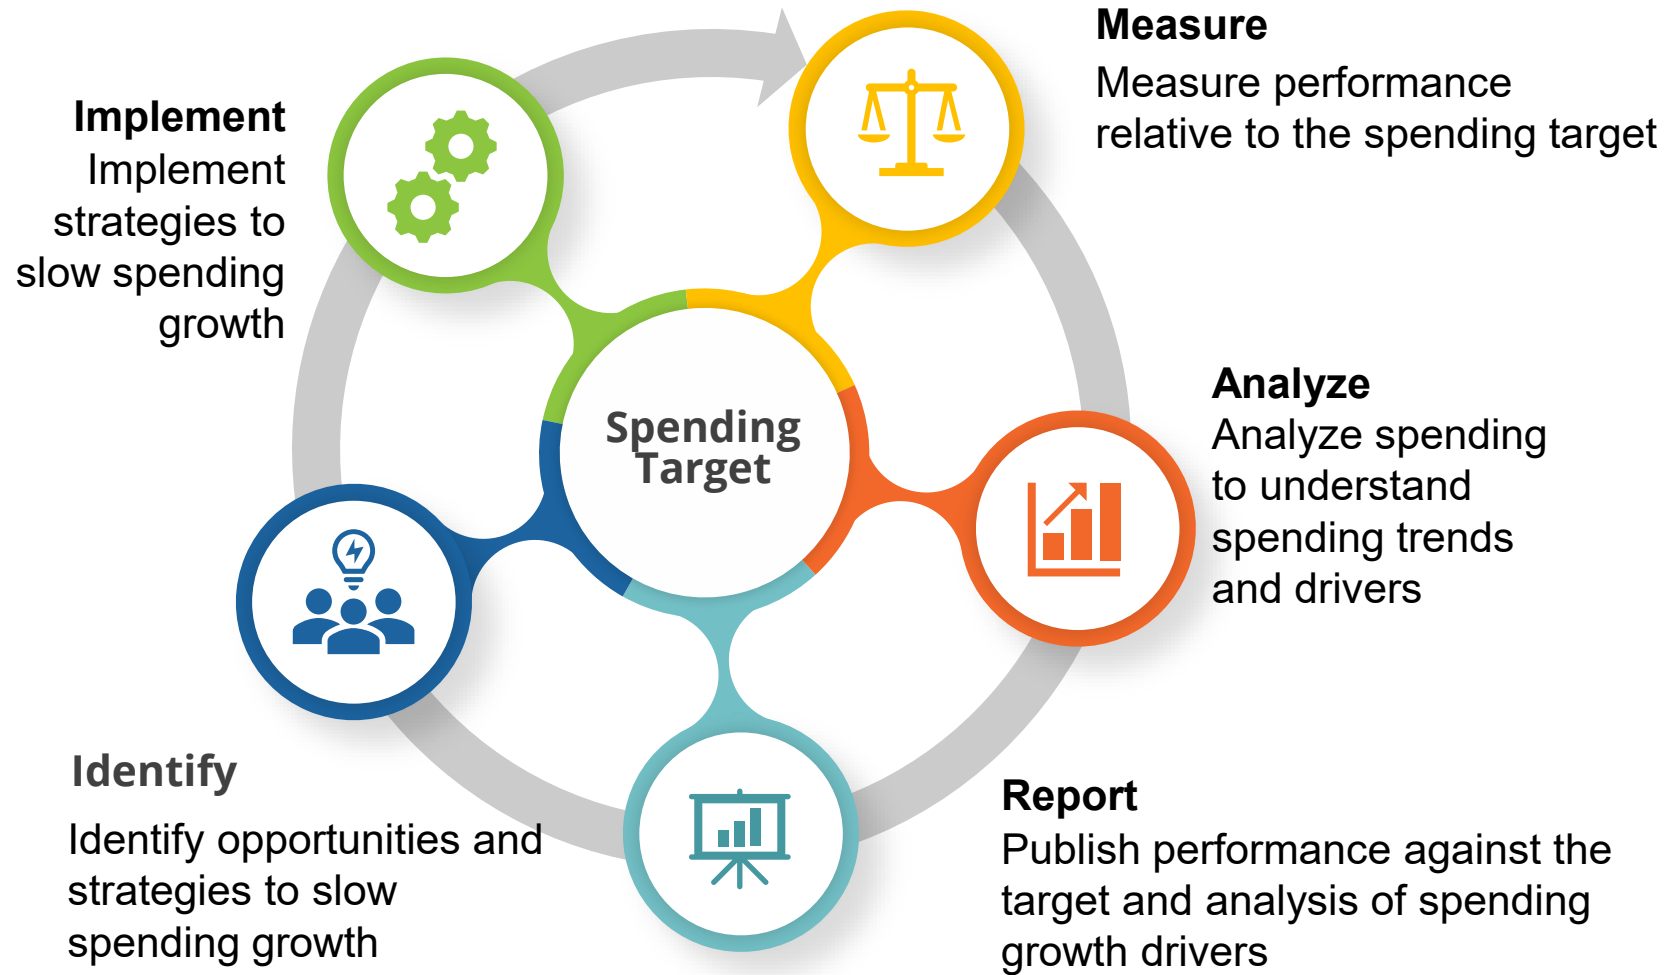 Measure
Measure performance
relative to the spending target
Implement
Implement
strategies to
slow spending
growth
Analyze
Analyze spending
to understand
spending trends
and drivers
Spending
Target
Identify
Identify opportunities and
strategies to slow
spending growth
Report
Publish performance against the
target and analysis of spending
growth drivers